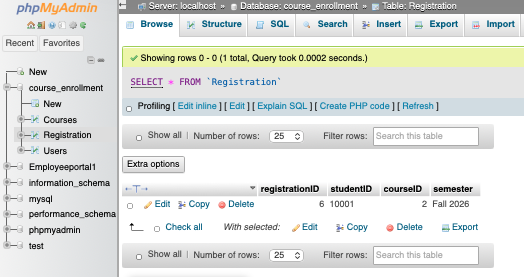 phpMyAdmin
Recent Favorites
New
course_enrollment
New
Courses
Registration
Users
Employeeportal1
information_schema
mysql
performance_schema
phpmyadmin
test
Server: localhost » Database: course_enrollment » Table: Registration
Browse Structure SQL Search Insert Export Import
Showing rows 0 - 0 (1 total, Query took 0.0002 seconds.)
SELECT * FROM `Registration`
Profiling [ Edit inline ] [ Edit ] [ Explain SQL ] [ Create PHP code ] [ Refresh ]
Show all | Number of rows: 25 Filter rows: Search this table
Extra options
←T→ registrationID studentID courseID semester
Edit Copy Delete 6 10001 2 Fall 2026
Check all With selected: Edit Copy Delete Export
Show all | Number of rows: 25 Filter rows: Search this table